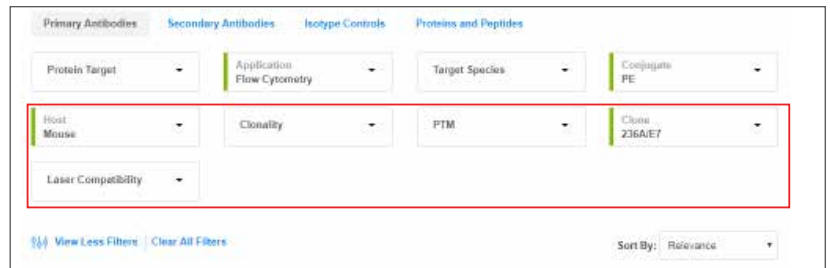 Primary Antibodies Secondary Antibodies Isotype Controls Proteins and Peptides
Protein Target Application Flow Cytometry Target Species Conjugate PE
Host Mouse Clonality PTM Clone 236A/E7
Laser Compatibility
View Less Filters | Clear All Filters Sort By: Relevance